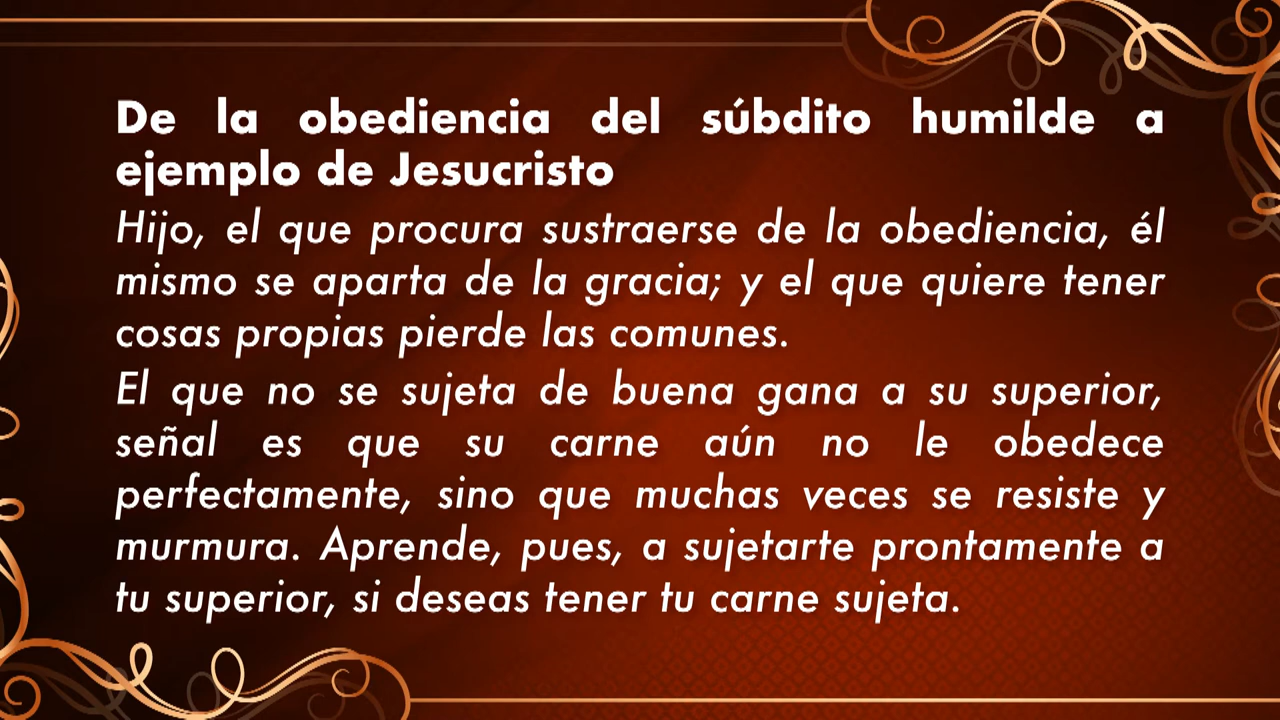 De la obediencia del súbdito humilde a
ejemplo de Jesucristo
Hijo, el que procura sustraerse de la obediencia, él
mismo se aparta de la gracia; y el que quiere tener
cosas propias pierde las comunes.
El que no se sujeta de buena gana a su superior,
señal es que su carne aún no le obedece
perfectamente, sino que muchas veces se resiste y
murmura. Aprende, pues, a sujetarte prontamente a
tu superior, si deseas tener tu carne sujeta.